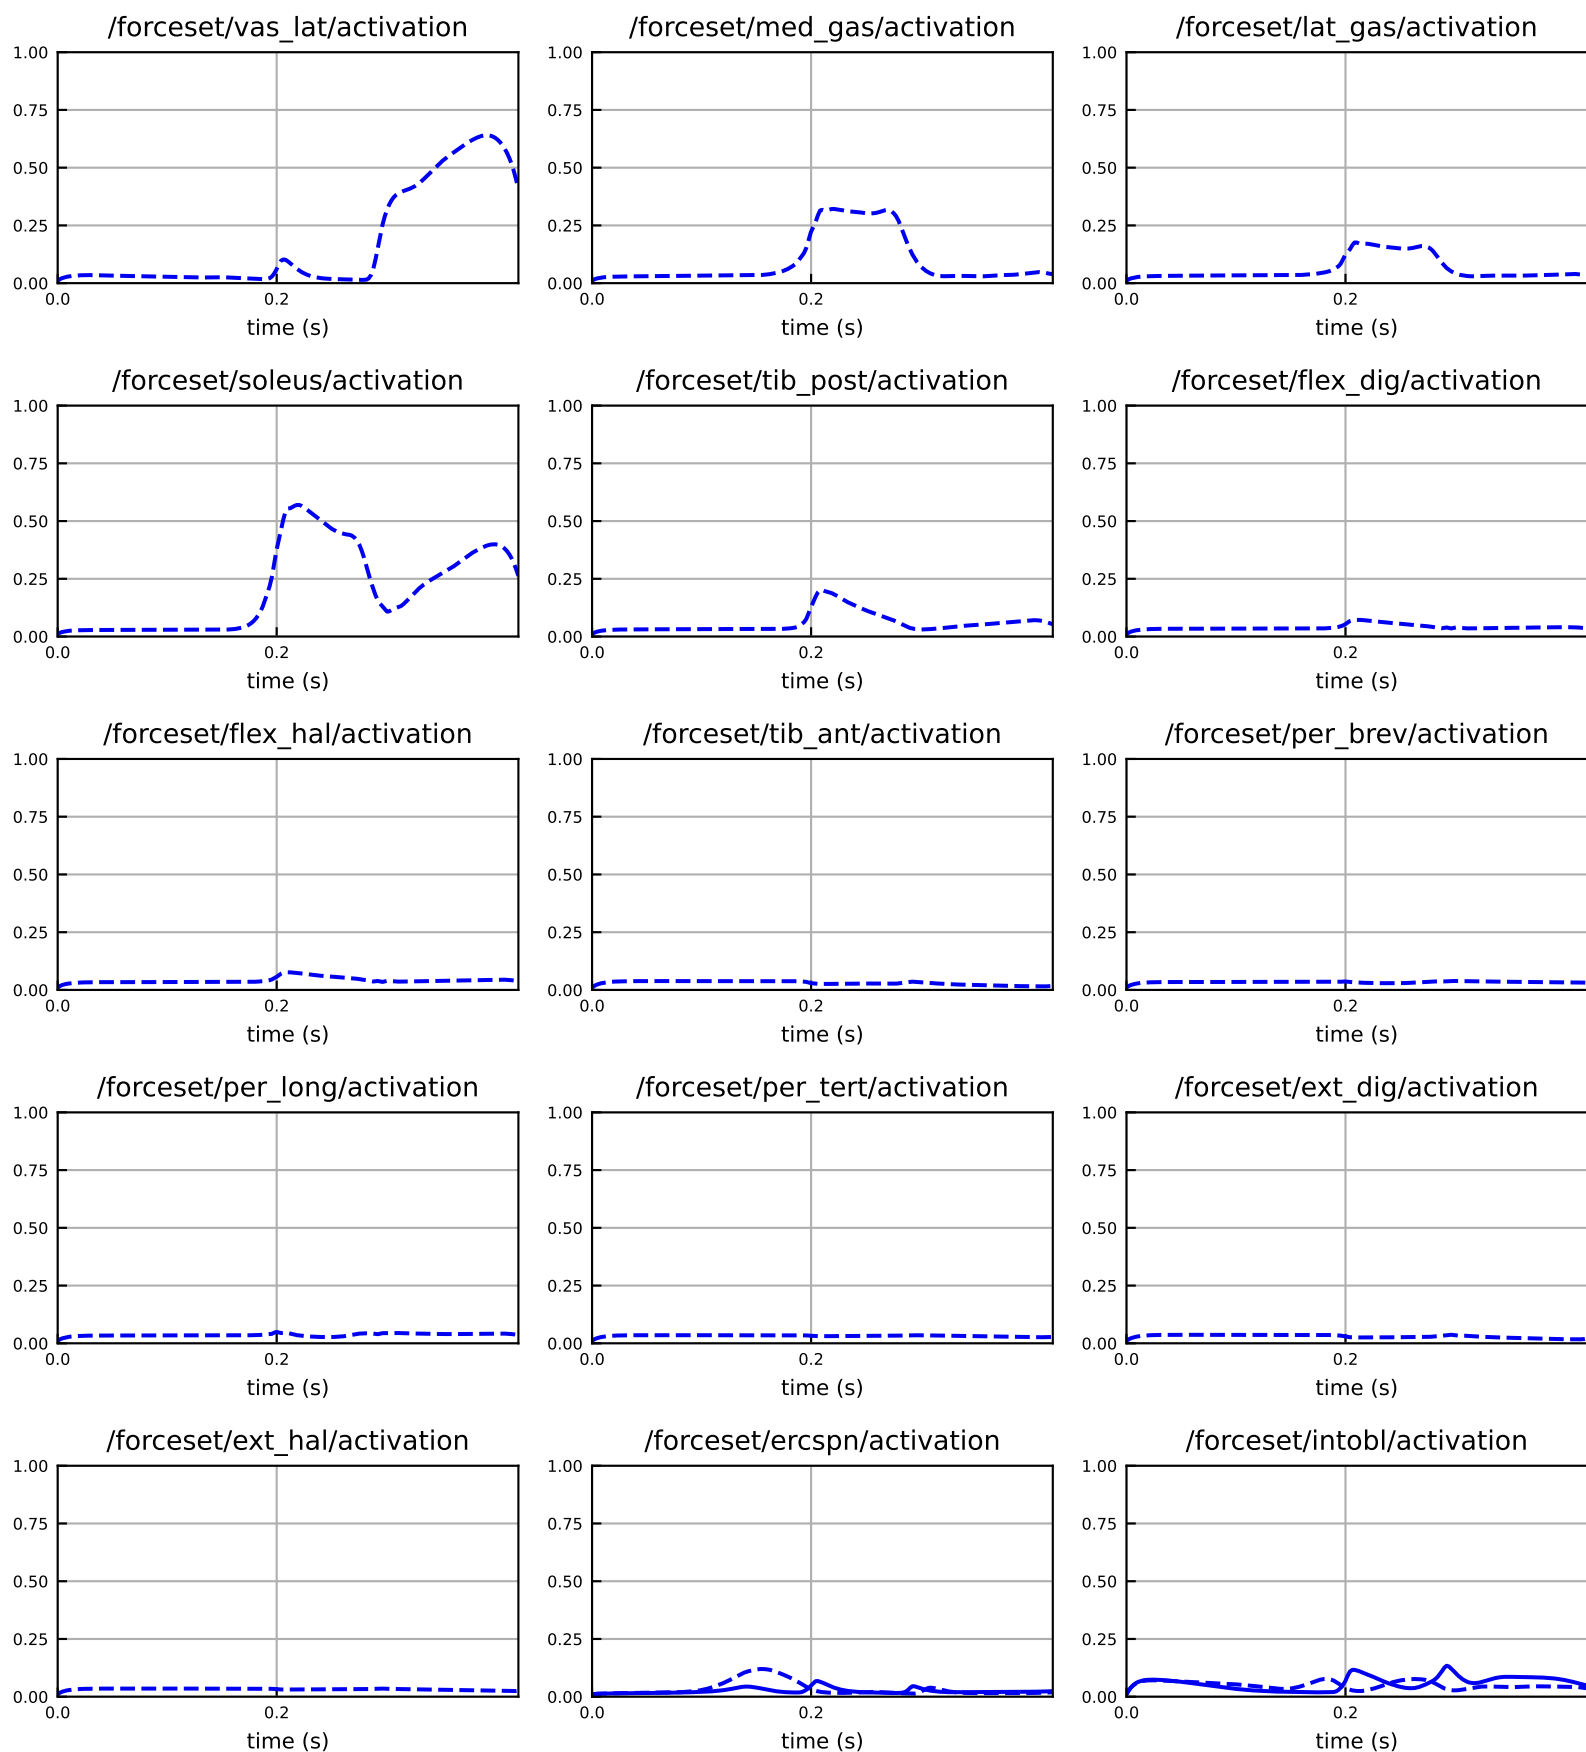 /forceset/vas_lat/activation /forceset/med_gas/activation /forceset/lat_gas/activation
1.00 1.00 1.00
0.75 0.75 0.75
0.50 0.50 0.50
0.25 0.25 0.25
0.00 0.00 0.00
0.0 0.2 0.0 0.2 0.0 0.2
time (s) time (s) time (s)
/forceset/soleus/activation /forceset/tib_post/activation /forceset/flex_dig/activation
1.00 1.00 1.00
0.75 0.75 0.75
0.50 0.50 0.50
0.25 0.25 0.25
0.00 0.00 0.00
0.0 0.2 0.0 0.2 0.0 0.2
time (s) time (s) time (s)
/forceset/flex_hal/activation /forceset/tib_ant/activation /forceset/per_brev/activation
1.00 1.00 1.00
0.75 0.75 0.75
0.50 0.50 0.50
0.25 0.25 0.25
0.00 0.00 0.00
0.0 0.2 0.0 0.2 0.0 0.2
time (s) time (s) time (s)
/forceset/per_long/activation /forceset/per_tert/activation /forceset/ext_dig/activation
1.00 1.00 1.00
0.75 0.75 0.75
0.50 0.50 0.50
0.25 0.25 0.25
0.00 0.00 0.00
0.0 0.2 0.0 0.2 0.0 0.2
time (s) time (s) time (s)
/forceset/ext_hal/activation /forceset/ercspn/activation /forceset/intobl/activation
1.00 1.00 1.00
0.75 0.75 0.75
0.50 0.50 0.50
0.25 0.25 0.25
0.00 0.00 0.00
0.0 0.2 0.0 0.2 0.0 0.2
time (s) time (s) time (s)